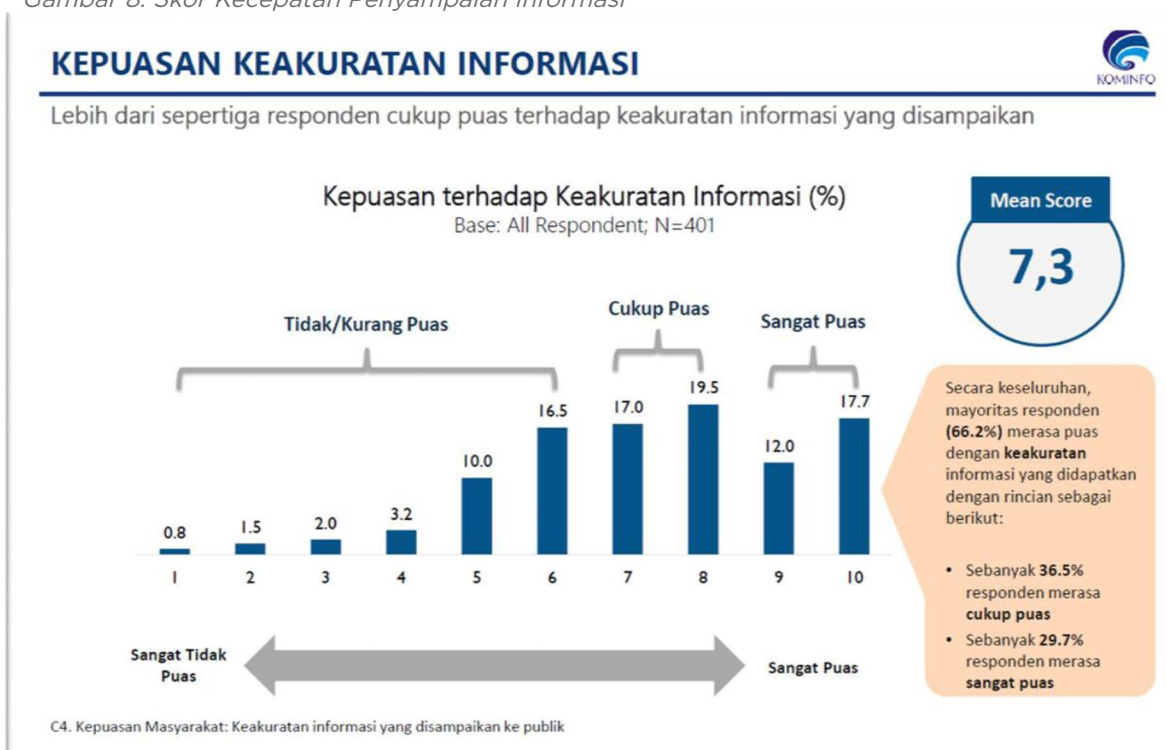 Gambar 8. Skor Kecepatan Penyampaian Informasi
KEPUASAN KEAKURATAN INFORMASI
KOMINFO
Lebih dari sepertiga responden cukup puas terhadap keakuratan informasi yang disampaikan
Kepuasan terhadap Keakuratan Informasi (%)
Base: All Respondent; N=401
Mean Score
7,3
Tidak/Kurang Puas
Cukup Puas
Sangat Puas
0.8 1.5 2.0 3.2 10.0 16.5 17.0 19.5 12.0 17.7
1 2 3 4 5 6 7 8 9 10
Sangat Tidak
Puas
Sangat Puas
Secara keseluruhan,
mayoritas responden
(66.2%) merasa puas
dengan keakuratan
informasi yang didapatkan
dengan rincian sebagai
berikut:
• Sebanyak 36.5%
responden merasa
cukup puas
• Sebanyak 29.7%
responden merasa
sangat puas
C4. Kepuasan Masyarakat: Keakuratan informasi yang disampaikan ke publik